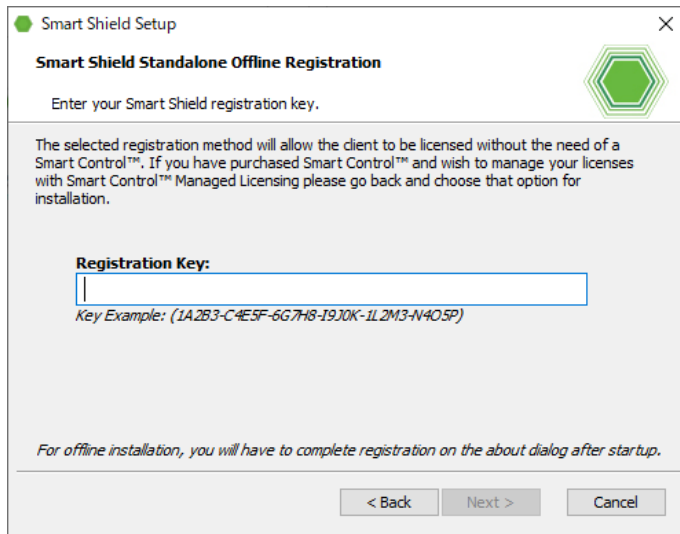 Smart Shield Setup
Smart Shield Standalone Offline Registration
Enter your Smart Shield registration key.
The selected registration method will allow the client to be licensed without the need of a
Smart Control™. If you have purchased Smart Control™ and wish to manage your licenses
with Smart Control™ Managed Licensing please go back and choose that option for
installation.
Registration Key:
Key Example: (1A2B3-C4E5F-6G7H8-I9J0K-1L2M3-N4O5P)
For offline installation, you will have to complete registration on the about dialog after startup.
< Back
Next >
Cancel